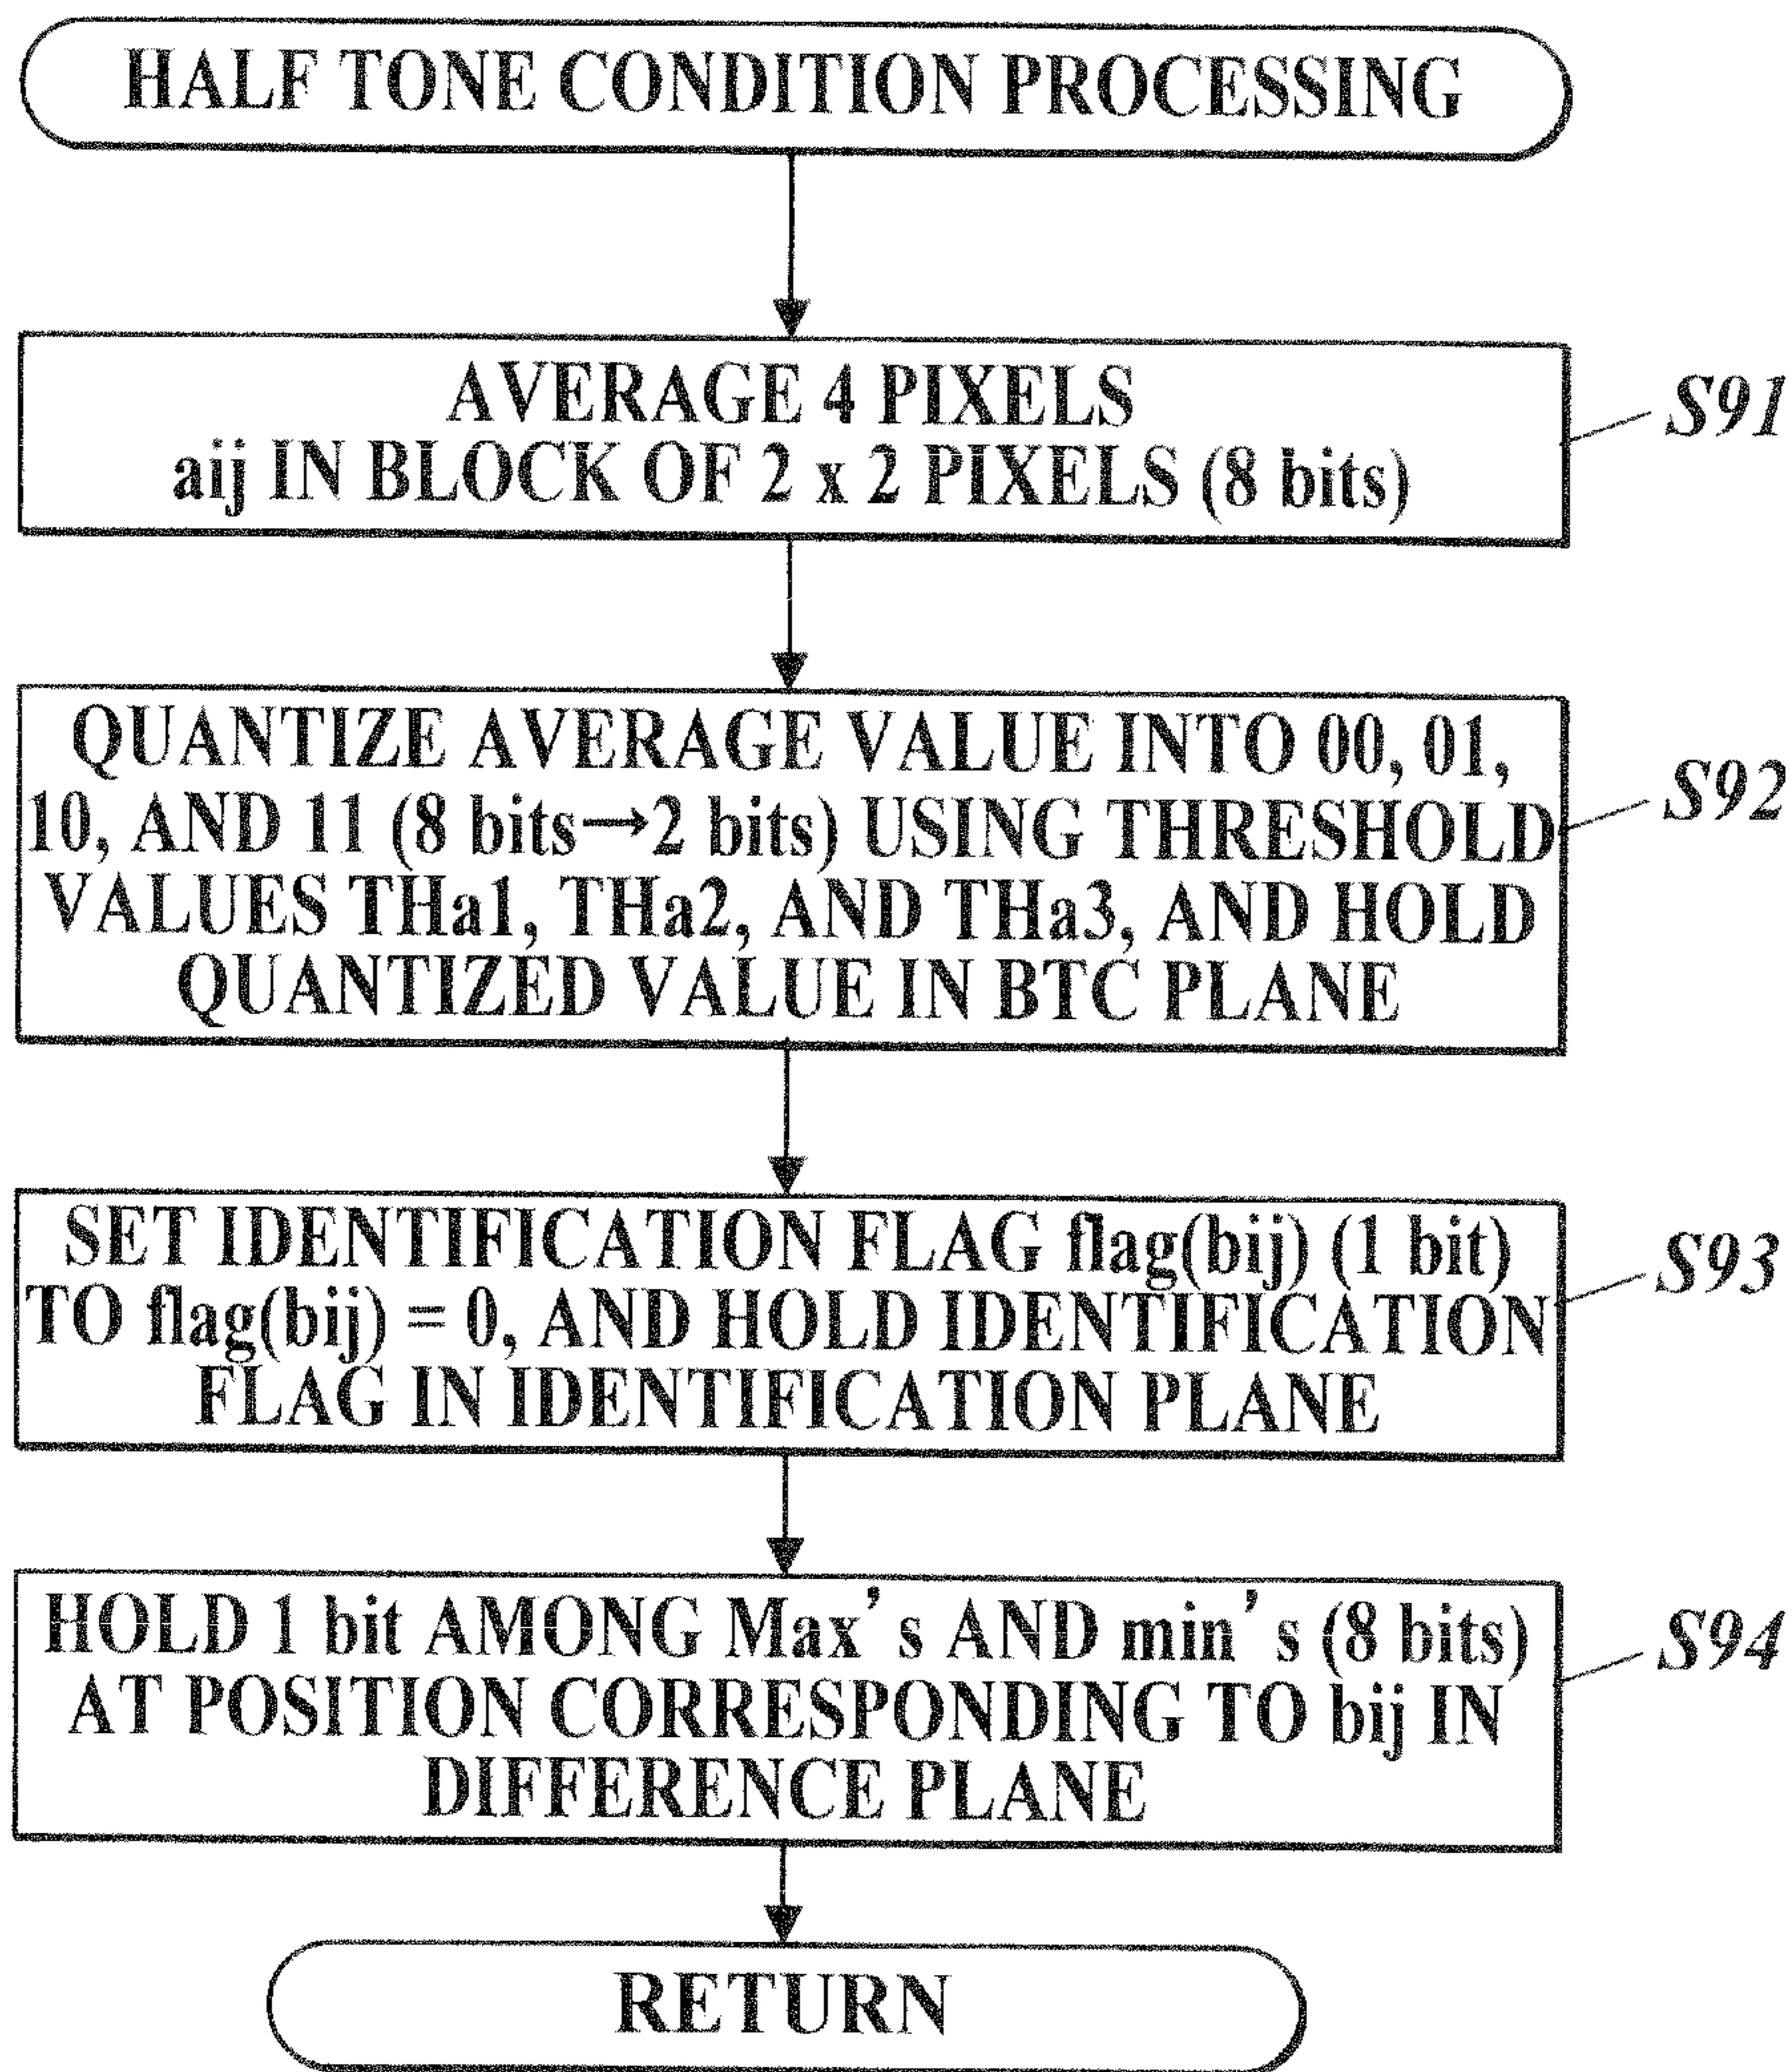 HALF TONE CONDITION PROCESSING
AVERAGE 4 PIXELS
aij IN BLOCK OF 2 x 2 PIXELS (8 bits)
S91
QUANTIZE AVERAGE VALUE INTO 00, 01,
10, AND 11 (8 bits→2 bits) USING THRESHOLD
VALUES THa1, THa2, AND THa3, AND HOLD
QUANTIZED VALUE IN BTC PLANE
S92
SET IDENTIFICATION FLAG flag(bij) (1 bit)
TO flag(bij) = 0, AND HOLD IDENTIFICATION
FLAG IN IDENTIFICATION PLANE
S93
HOLD 1 bit AMONG Max's AND min's (8 bits)
AT POSITION CORRESPONDING TO bij IN
DIFFERENCE PLANE
S94
RETURN